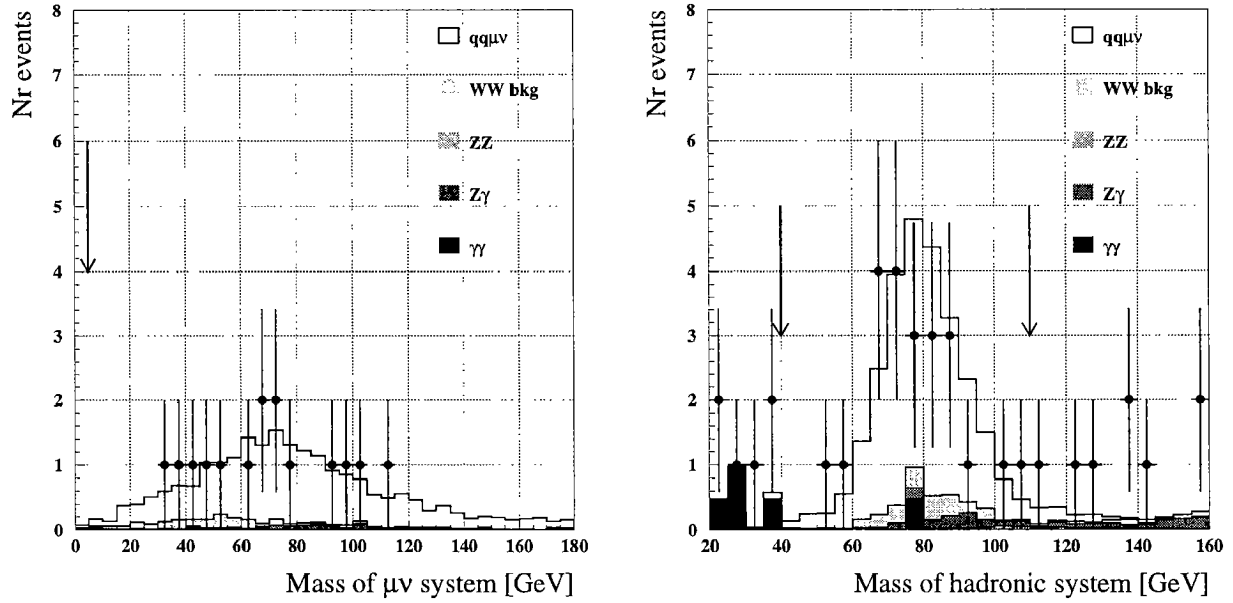 Nr events
8
7
6
5
4
3
2
1
0
qqμν
WW bkg
ZZ
Zγ
γγ
0 20 40 60 80 100 120 140 160 180
Mass of μν system [GeV]
Nr events
8
7
6
5
4
3
2
1
0
qqμν
WW bkg
ZZ
Zγ
γγ
20 40 60 80 100 120 140 160
Mass of hadronic system [GeV]